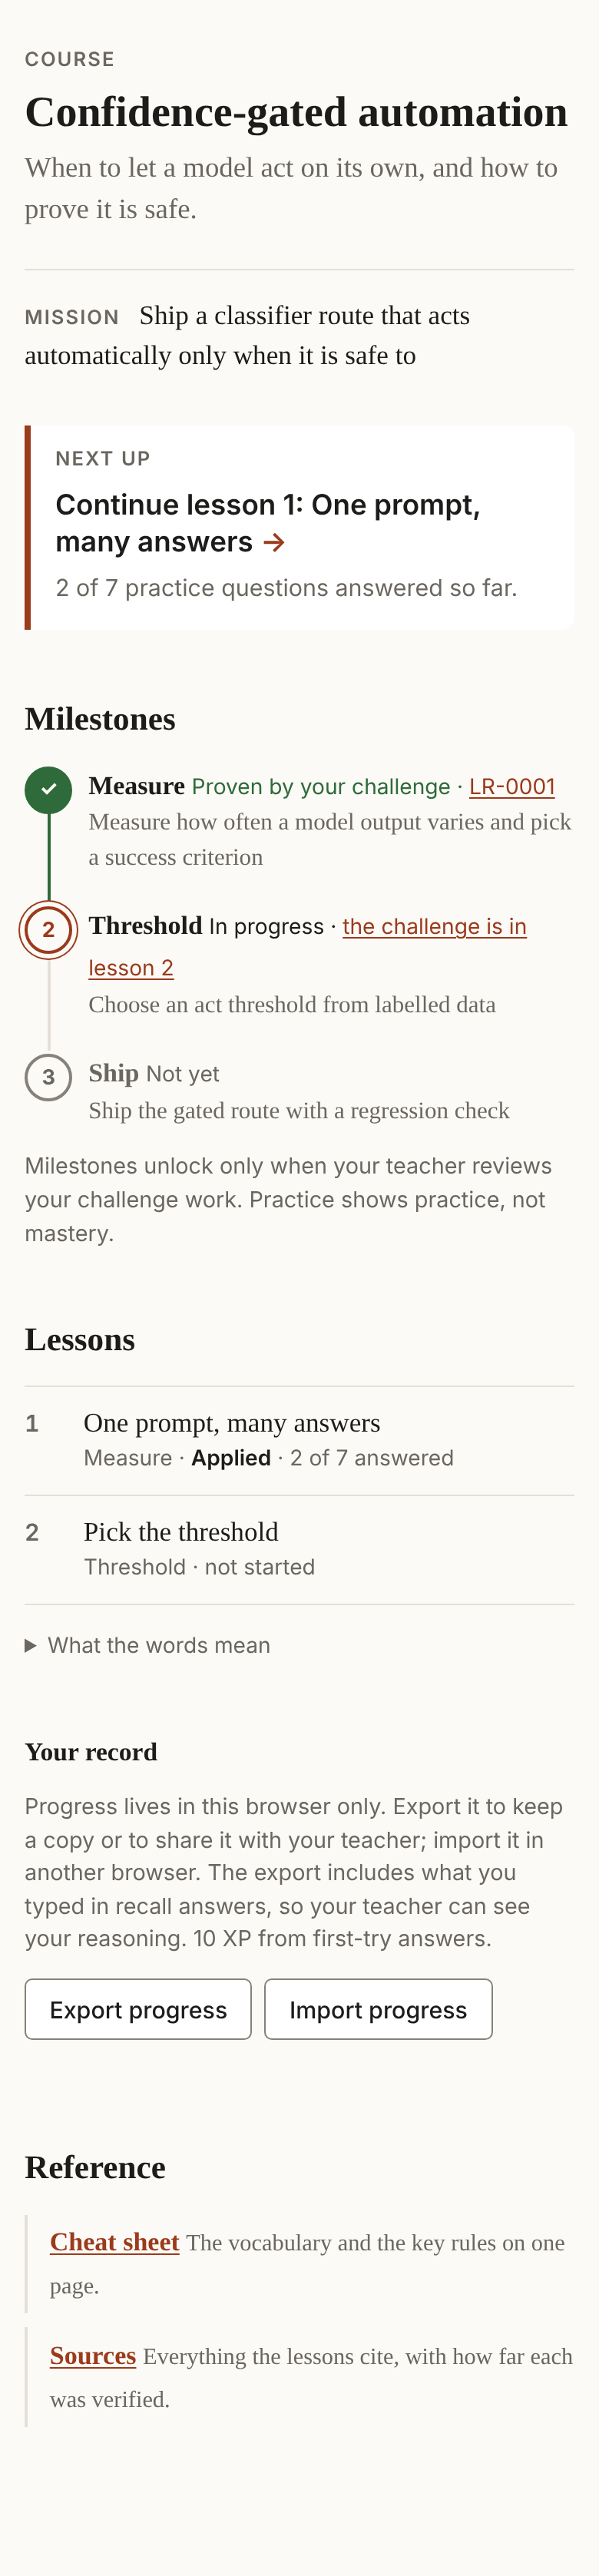 COURSE
Confidence-gated automation
When to let a model act on its own, and how to
prove it is safe.
MISSION Ship a classifier route that acts
automatically only when it is safe to
NEXT UP
Continue lesson 1: One prompt,
many answers →
2 of 7 practice questions answered so far.
Milestones
✓ Measure Proven by your challenge · LR-0001
Measure how often a model output varies and pick
a success criterion
2 Threshold In progress · the challenge is in
lesson 2
Choose an act threshold from labelled data
3 Ship Not yet
Ship the gated route with a regression check
Milestones unlock only when your teacher reviews
your challenge work. Practice shows practice, not
mastery.
Lessons
1 One prompt, many answers
Measure · Applied · 2 of 7 answered
2 Pick the threshold
Threshold · not started
▶ What the words mean
Your record
Progress lives in this browser only. Export it to keep
a copy or to share it with your teacher; import it in
another browser. The export includes what you
typed in recall answers, so your teacher can see
your reasoning. 10 XP from first-try answers.
Export progress Import progress
Reference
Cheat sheet The vocabulary and the key rules on one
page.
Sources Everything the lessons cite, with how far each
was verified.